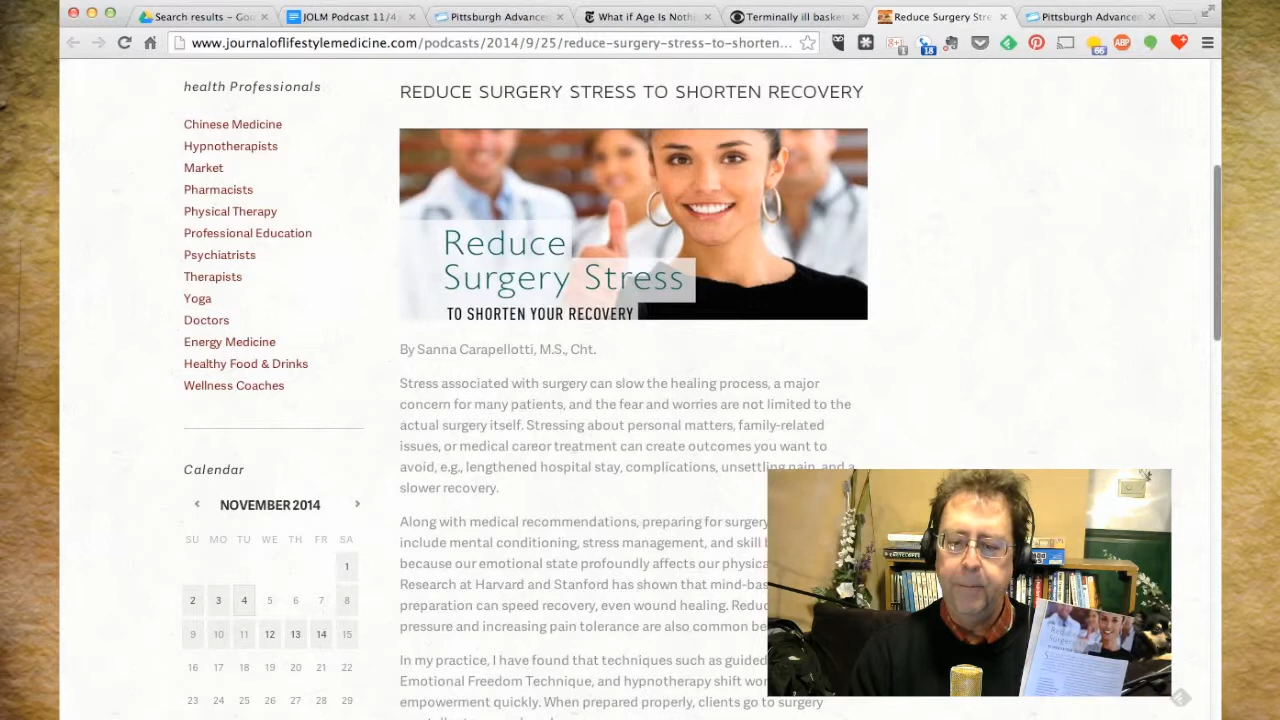 Search results – Goo
JOLM Podcast 11/4
Pittsburgh Advance
What if Age Is Nothi
Terminally ill basket
Reduce Surgery Stre
Pittsburgh Advance
www.journaloflifestylemedicine.com/podcasts/2014/9/25/reduce-surgery-stress-to-shorten...
g+1
1
18
66
ABP
health Professionals
Chinese Medicine
Hypnotherapists
Market
Pharmacists
Physical Therapy
Professional Education
Psychiatrists
Therapists
Yoga
Doctors
Energy Medicine
Healthy Food & Drinks
Wellness Coaches
Calendar
NOVEMBER 2014
SU MO TU WE TH FR SA
1
2 3 4 5 6 7 8
9 10 11 12 13 14 15
16 17 18 19 20 21 22
23 24 25 26 27 28 29
REDUCE SURGERY STRESS TO SHORTEN RECOVERY
Reduce
Surgery Stress
TO SHORTEN YOUR RECOVERY
By Sanna Carapellotti, M.S., Cht.
Stress associated with surgery can slow the healing process, a major
concern for many patients, and the fear and worries are not limited to the
actual surgery itself. Stressing about personal matters, family-related
issues, or medical career treatment can create outcomes you want to
avoid, e.g., lengthened hospital stay, complications, unsettling pain, and a
slower recovery.
Along with medical recommendations, preparing for surgery
include mental conditioning, stress management, and skill b
because our emotional state profoundly affects our physica
Research at Harvard and Stanford has shown that mind-bas
preparation can speed recovery, even wound healing. Reduc
pressure and increasing pain tolerance are also common be
In my practice, I have found that techniques such as guided
Emotional Freedom Technique, and hypnotherapy shift wor
empowerment quickly. When prepared properly, clients go to surgery